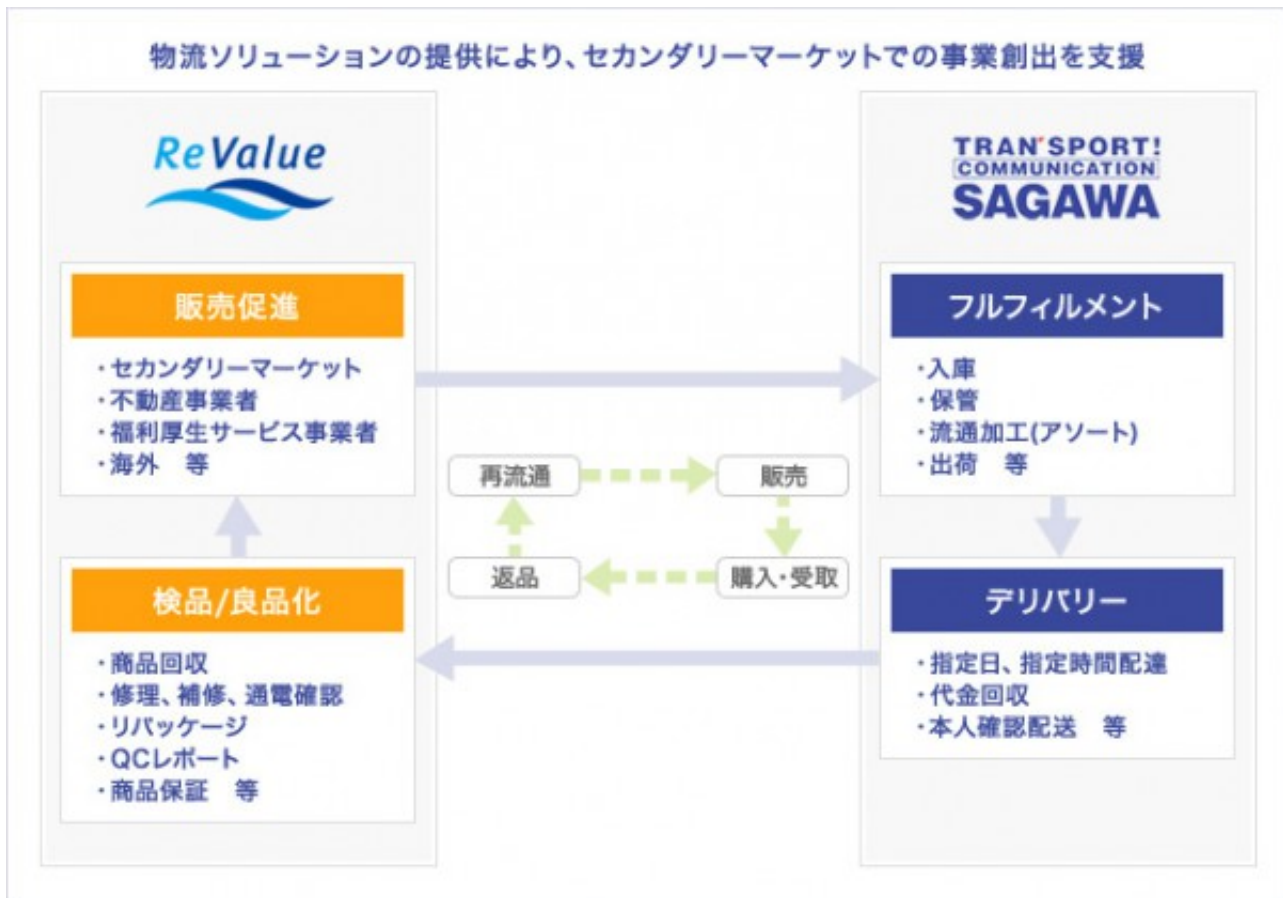 物流ソリューションの提供により、セカンダリーマーケットでの事業創出を支援
ReValue
販売促進
・セカンダリーマーケット
・不動産事業者
・福利厚生サービス事業者
・海外　等
検品/良品化
・商品回収
・修理、補修、通電確認
・リパッケージ
・QCレポート
・商品保証　等
再流通
販売
返品
購入・受取
TRANSPORT!
COMMUNICATION
SAGAWA
フルフィルメント
・入庫
・保管
・流通加工(アソート)
・出荷　等
デリバリー
・指定日、指定時間配達
・代金回収
・本人確認配送　等